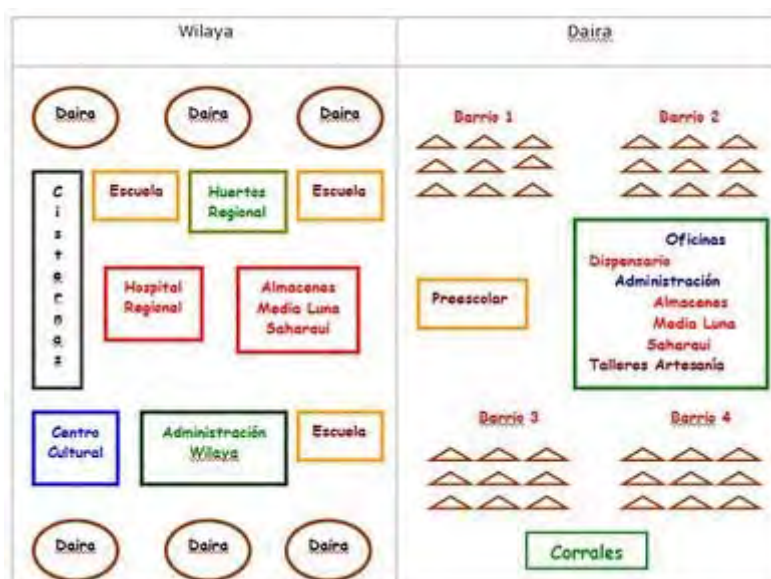 Wilaya
Daira
Daira
Daira
Daira
Cisternas
Escuela
Huertos
Regional
Escuela
Hospital
Regional
Almacenes
Media Luna
Saharaui
Centro
Cultural
Administración
Wilaya
Escuela
Daira
Daira
Daira
Barrio 1
Barrio 2
Preescolar
Oficinas
Dispensario
Administración
Almacenes
Media Luna
Saharaui
Talleres Artesanía
Barrio 3
Barrio 4
Corrales